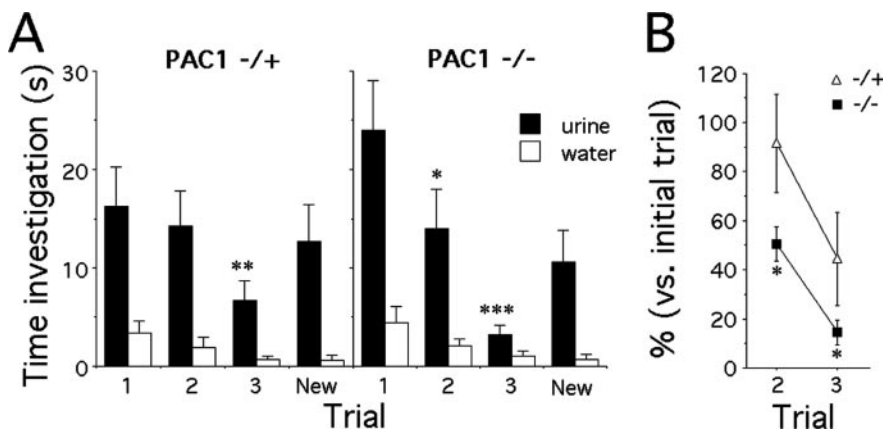 A
B
PAC1 -/+
PAC1 -/-
Time investigation (s)
30
20
10
0
urine
water
**
*
***
1 2 3 New
1 2 3 New
Trial
% (vs. initial trial)
120
100
80
60
40
20
0
-/+
-/-
*
*
2 3
Trial